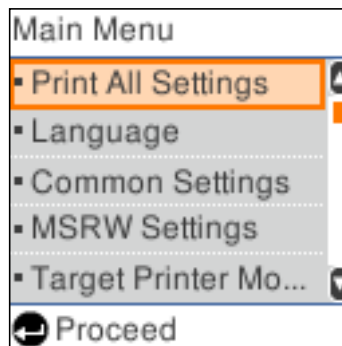 Main Menu
Print All Settings
Language
Common Settings
MSRW Settings
Target Printer Mo...
Proceed